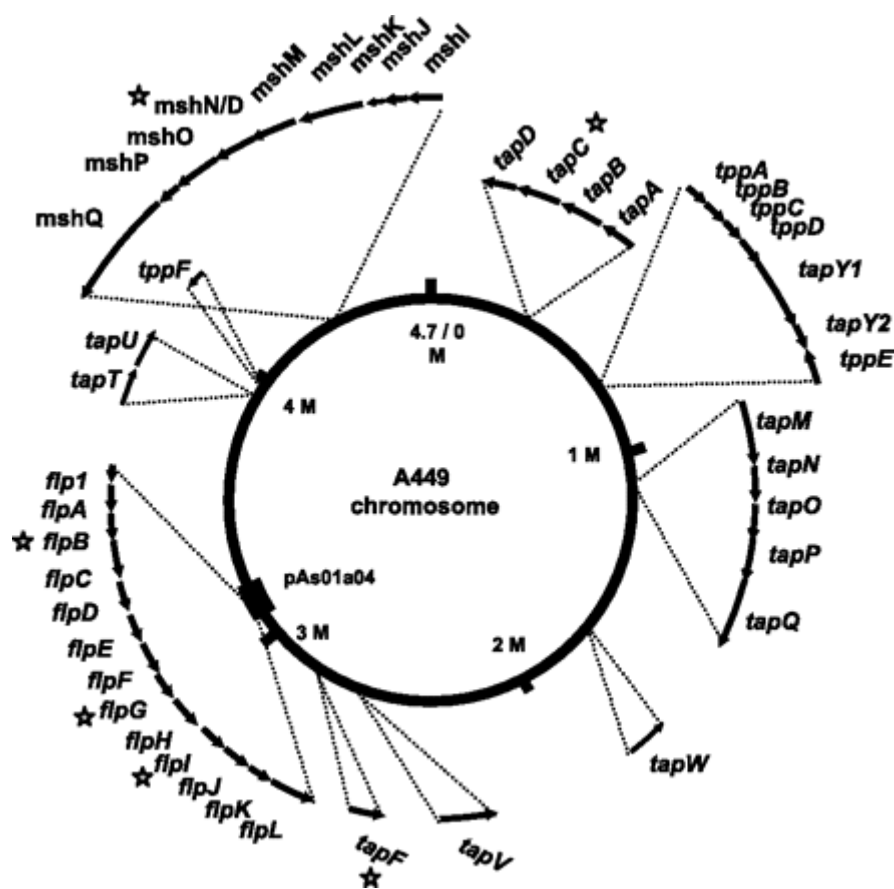 mshI
mshJ
mshK
mshL
mshM
☆ mshN/D
mshO
mshP
mshQ
tapD
tapC ☆
tapB
tapA
tppA
tppB
tppC
tppD
tapY1
tapY2
tppE
tppF
tapU
tapT
4.7 / 0
M
4 M
1 M
A449
chromosome
tapM
tapN
tapO
tapP
tapQ
flp1
flpA
☆ flpB
flpC
flpD
flpE
flpF
☆ flpG
flpH
☆ flpI
flpJ
flpK
flpL
pAs01a04
3 M
2 M
tapW
tapV
tapF
☆